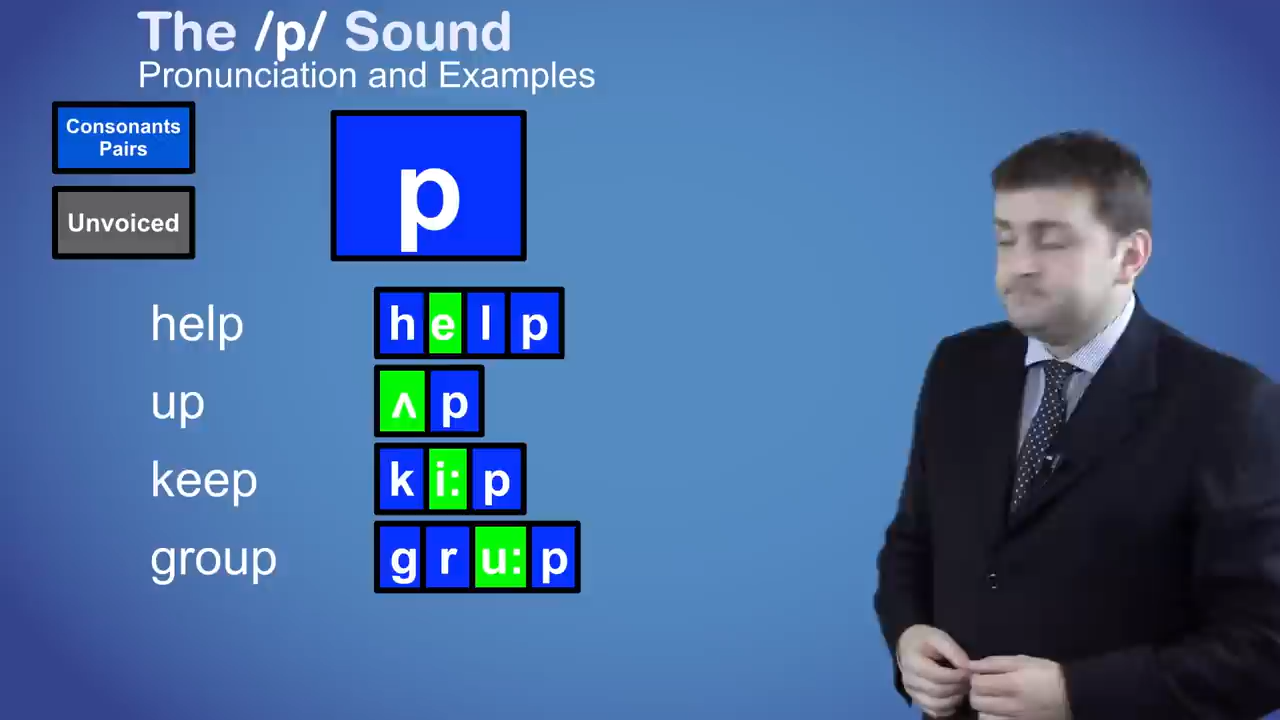 The /p/ Sound
Pronunciation and Examples
Consonants
Pairs
Unvoiced
p
help h e l p
up ʌ p
keep k i: p
group g r u: p